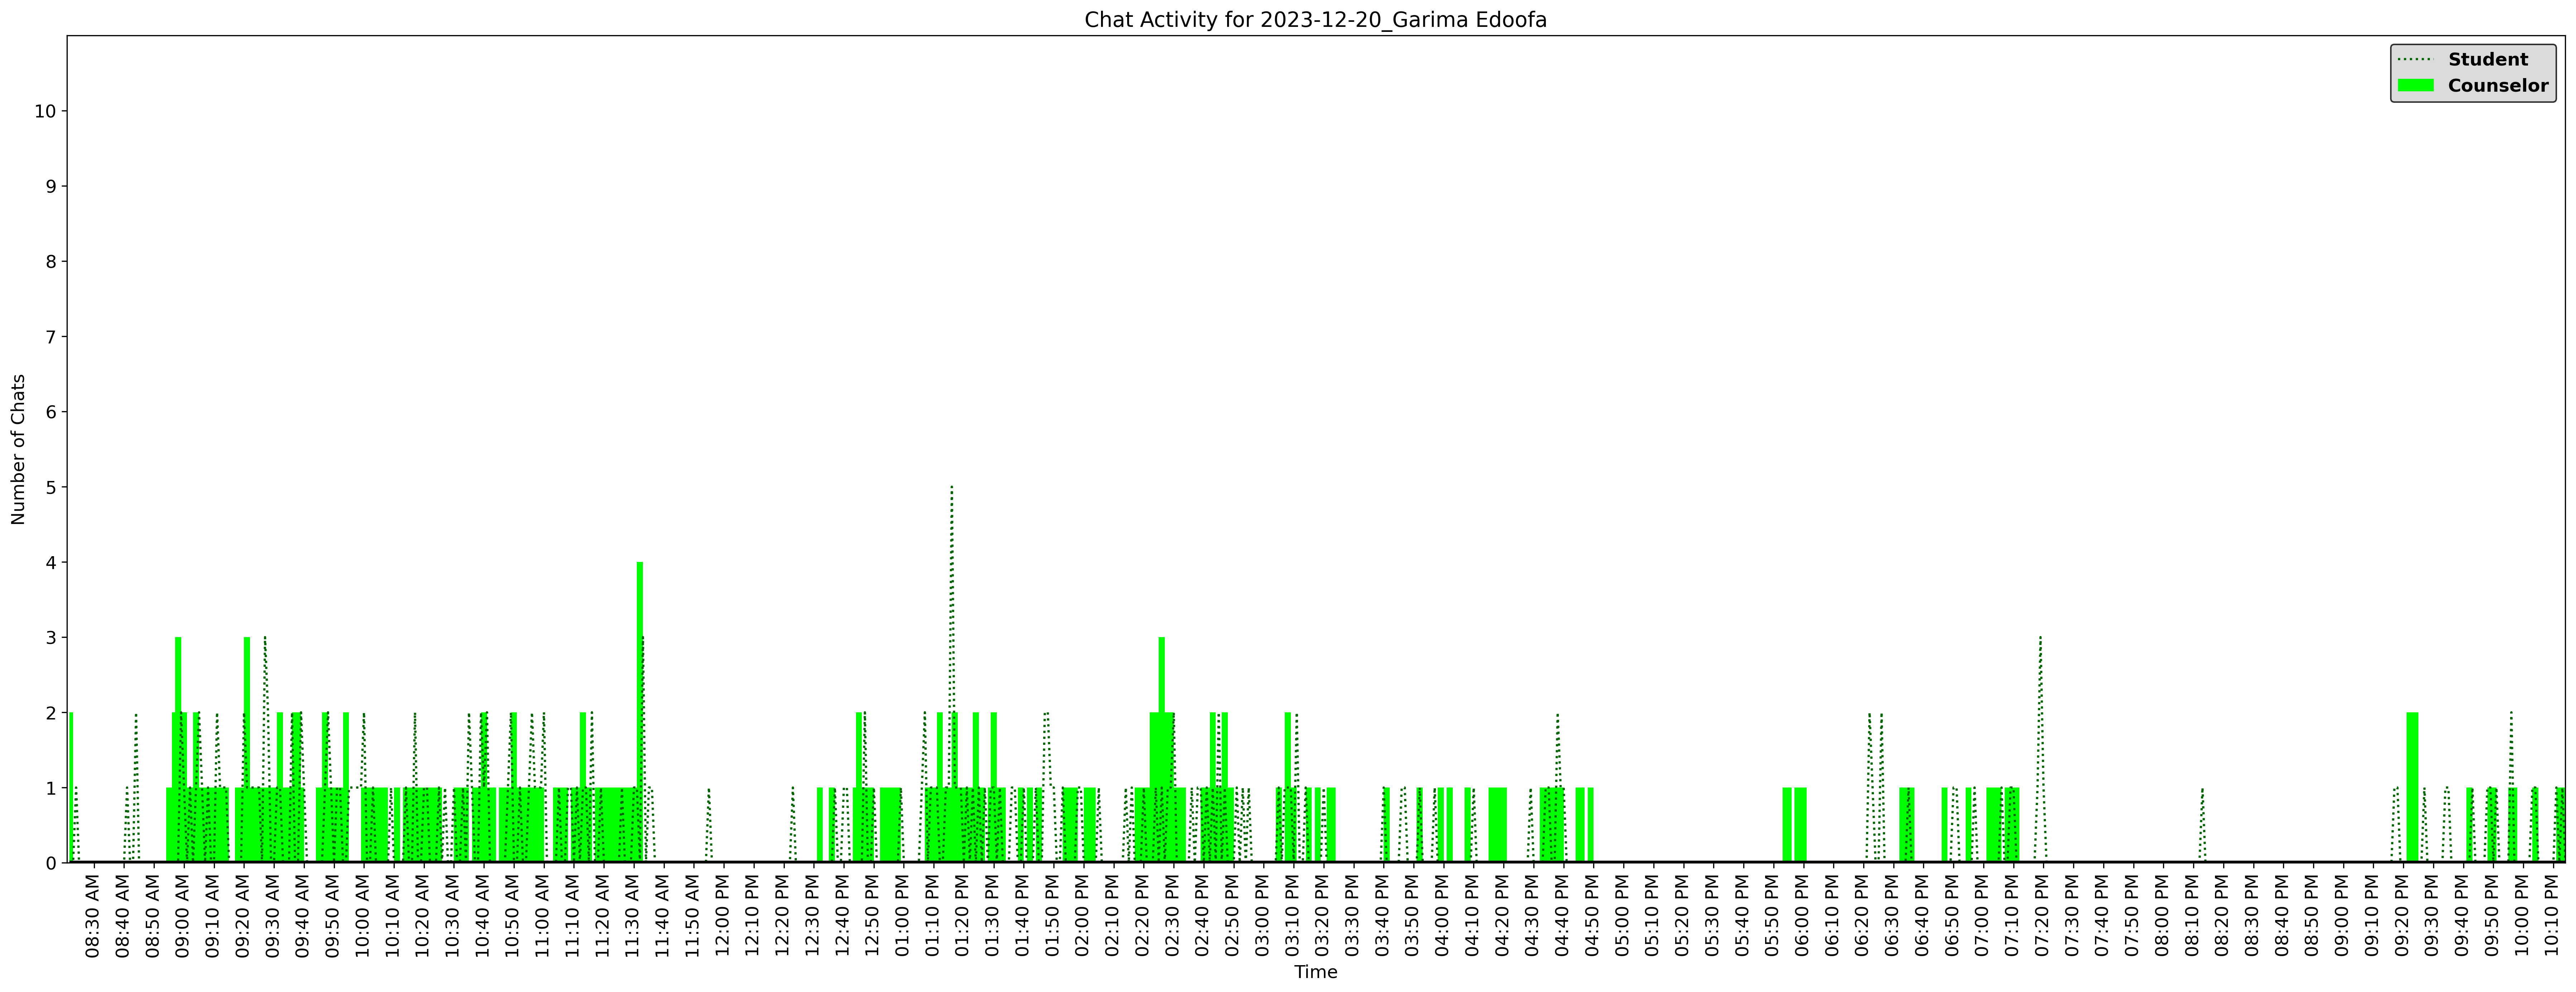 Chat Activity for 2023-12-20_Garima Edoofa
Student
Counselor
Number of Chats
10
9
8
7
6
5
4
3
2
1
0
08:30 AM
08:40 AM
08:50 AM
09:00 AM
09:10 AM
09:20 AM
09:30 AM
09:40 AM
09:50 AM
10:00 AM
10:10 AM
10:20 AM
10:30 AM
10:40 AM
10:50 AM
11:00 AM
11:10 AM
11:20 AM
11:30 AM
11:40 AM
11:50 AM
12:00 PM
12:10 PM
12:20 PM
12:30 PM
12:40 PM
12:50 PM
01:00 PM
01:10 PM
01:20 PM
01:30 PM
01:40 PM
01:50 PM
02:00 PM
02:10 PM
02:20 PM
02:30 PM
02:40 PM
02:50 PM
03:00 PM
03:10 PM
03:20 PM
03:30 PM
03:40 PM
03:50 PM
04:00 PM
04:10 PM
04:20 PM
04:30 PM
04:40 PM
04:50 PM
05:00 PM
05:10 PM
05:20 PM
05:30 PM
05:40 PM
05:50 PM
06:00 PM
06:10 PM
06:20 PM
06:30 PM
06:40 PM
06:50 PM
07:00 PM
07:10 PM
07:20 PM
07:30 PM
07:40 PM
07:50 PM
08:00 PM
08:10 PM
08:20 PM
08:30 PM
08:40 PM
08:50 PM
09:00 PM
09:10 PM
09:20 PM
09:30 PM
09:40 PM
09:50 PM
10:00 PM
10:10 PM
Time